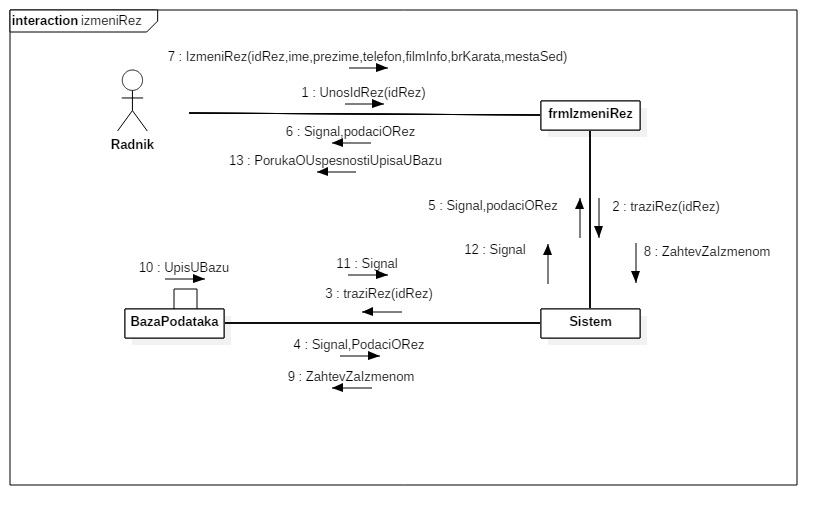 interaction izmeniRez
7 : IzmeniRez(idRez,ime,prezime,telefon,filmInfo,brKarata,mestaSed)
1 : UnosIdRez(idRez)
frmIzmeniRez
6 : Signal,podaciORez
Radnik
13 : PorukaOUspesnostiUpisaUBazu
5 : Signal,podaciORez
2 : traziRez(idRez)
12 : Signal
8 : ZahtevZaIzmenom
10 : UpisUBazu
11 : Signal
3 : traziRez(idRez)
BazaPodataka
Sistem
4 : Signal,PodaciORez
9 : ZahtevZaIzmenom